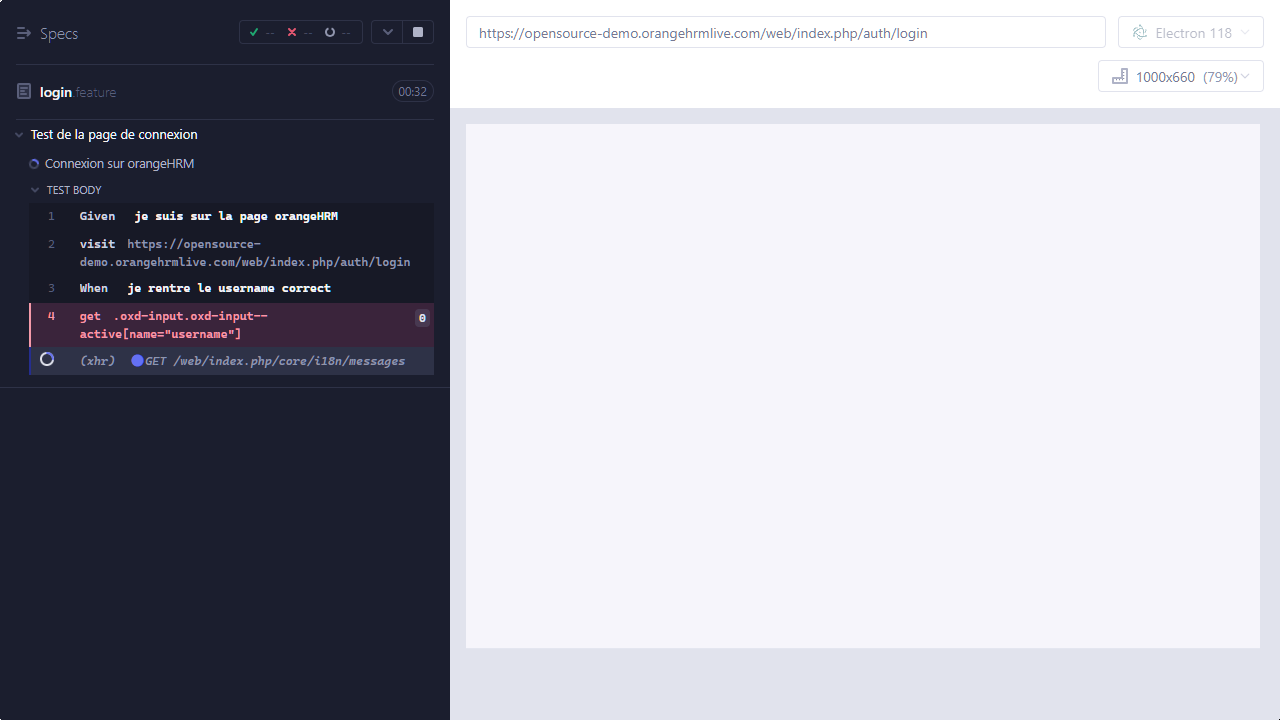 Specs
-- -- --
login.feature 00:32
Test de la page de connexion
Connexion sur orangeHRM
TEST BODY
1 Given je suis sur la page orangeHRM
2 visit https://opensource-
demo.orangehrmlive.com/web/index.php/auth/login
3 When je rentre le username correct
4 get .oxd-input.oxd-input-- 0
active[name="username"]
(xhr) GET /web/index.php/core/i18n/messages
https://opensource-demo.orangehrmlive.com/web/index.php/auth/login
Electron 118
1000x660 (79%)